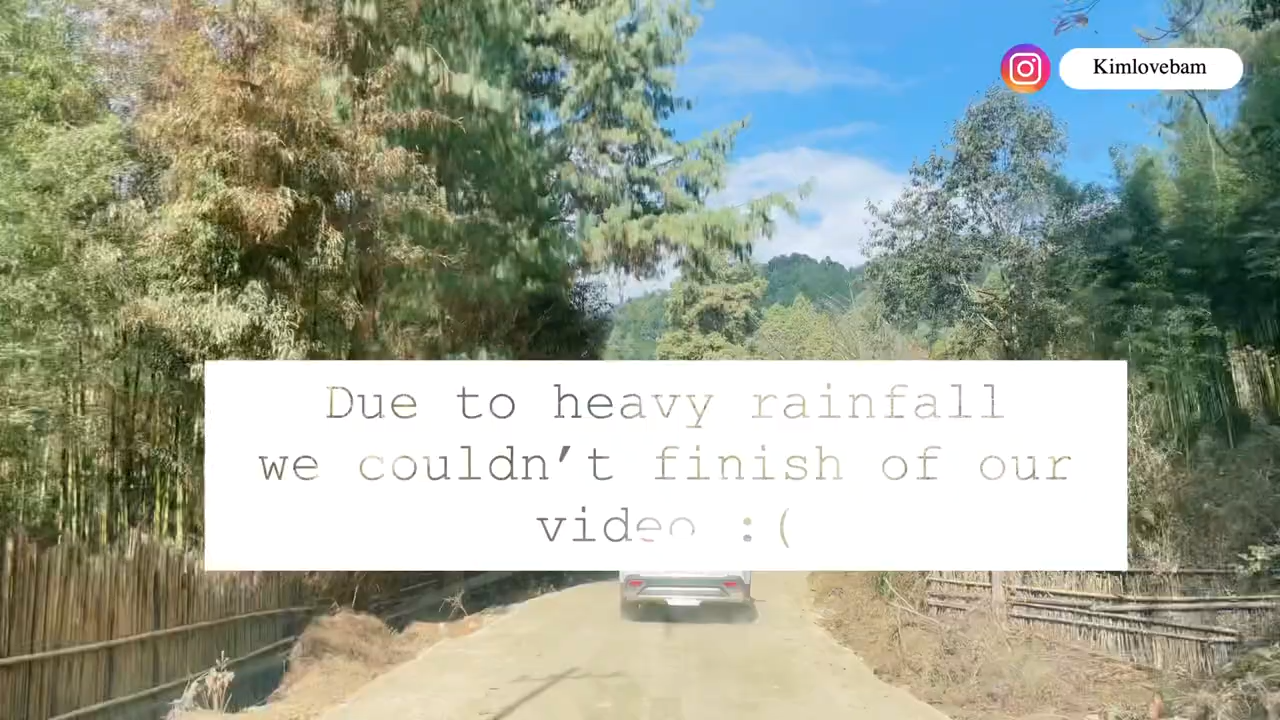 Kimlovebam
Due to heavy rainfall
we couldn't finish of our
video :(